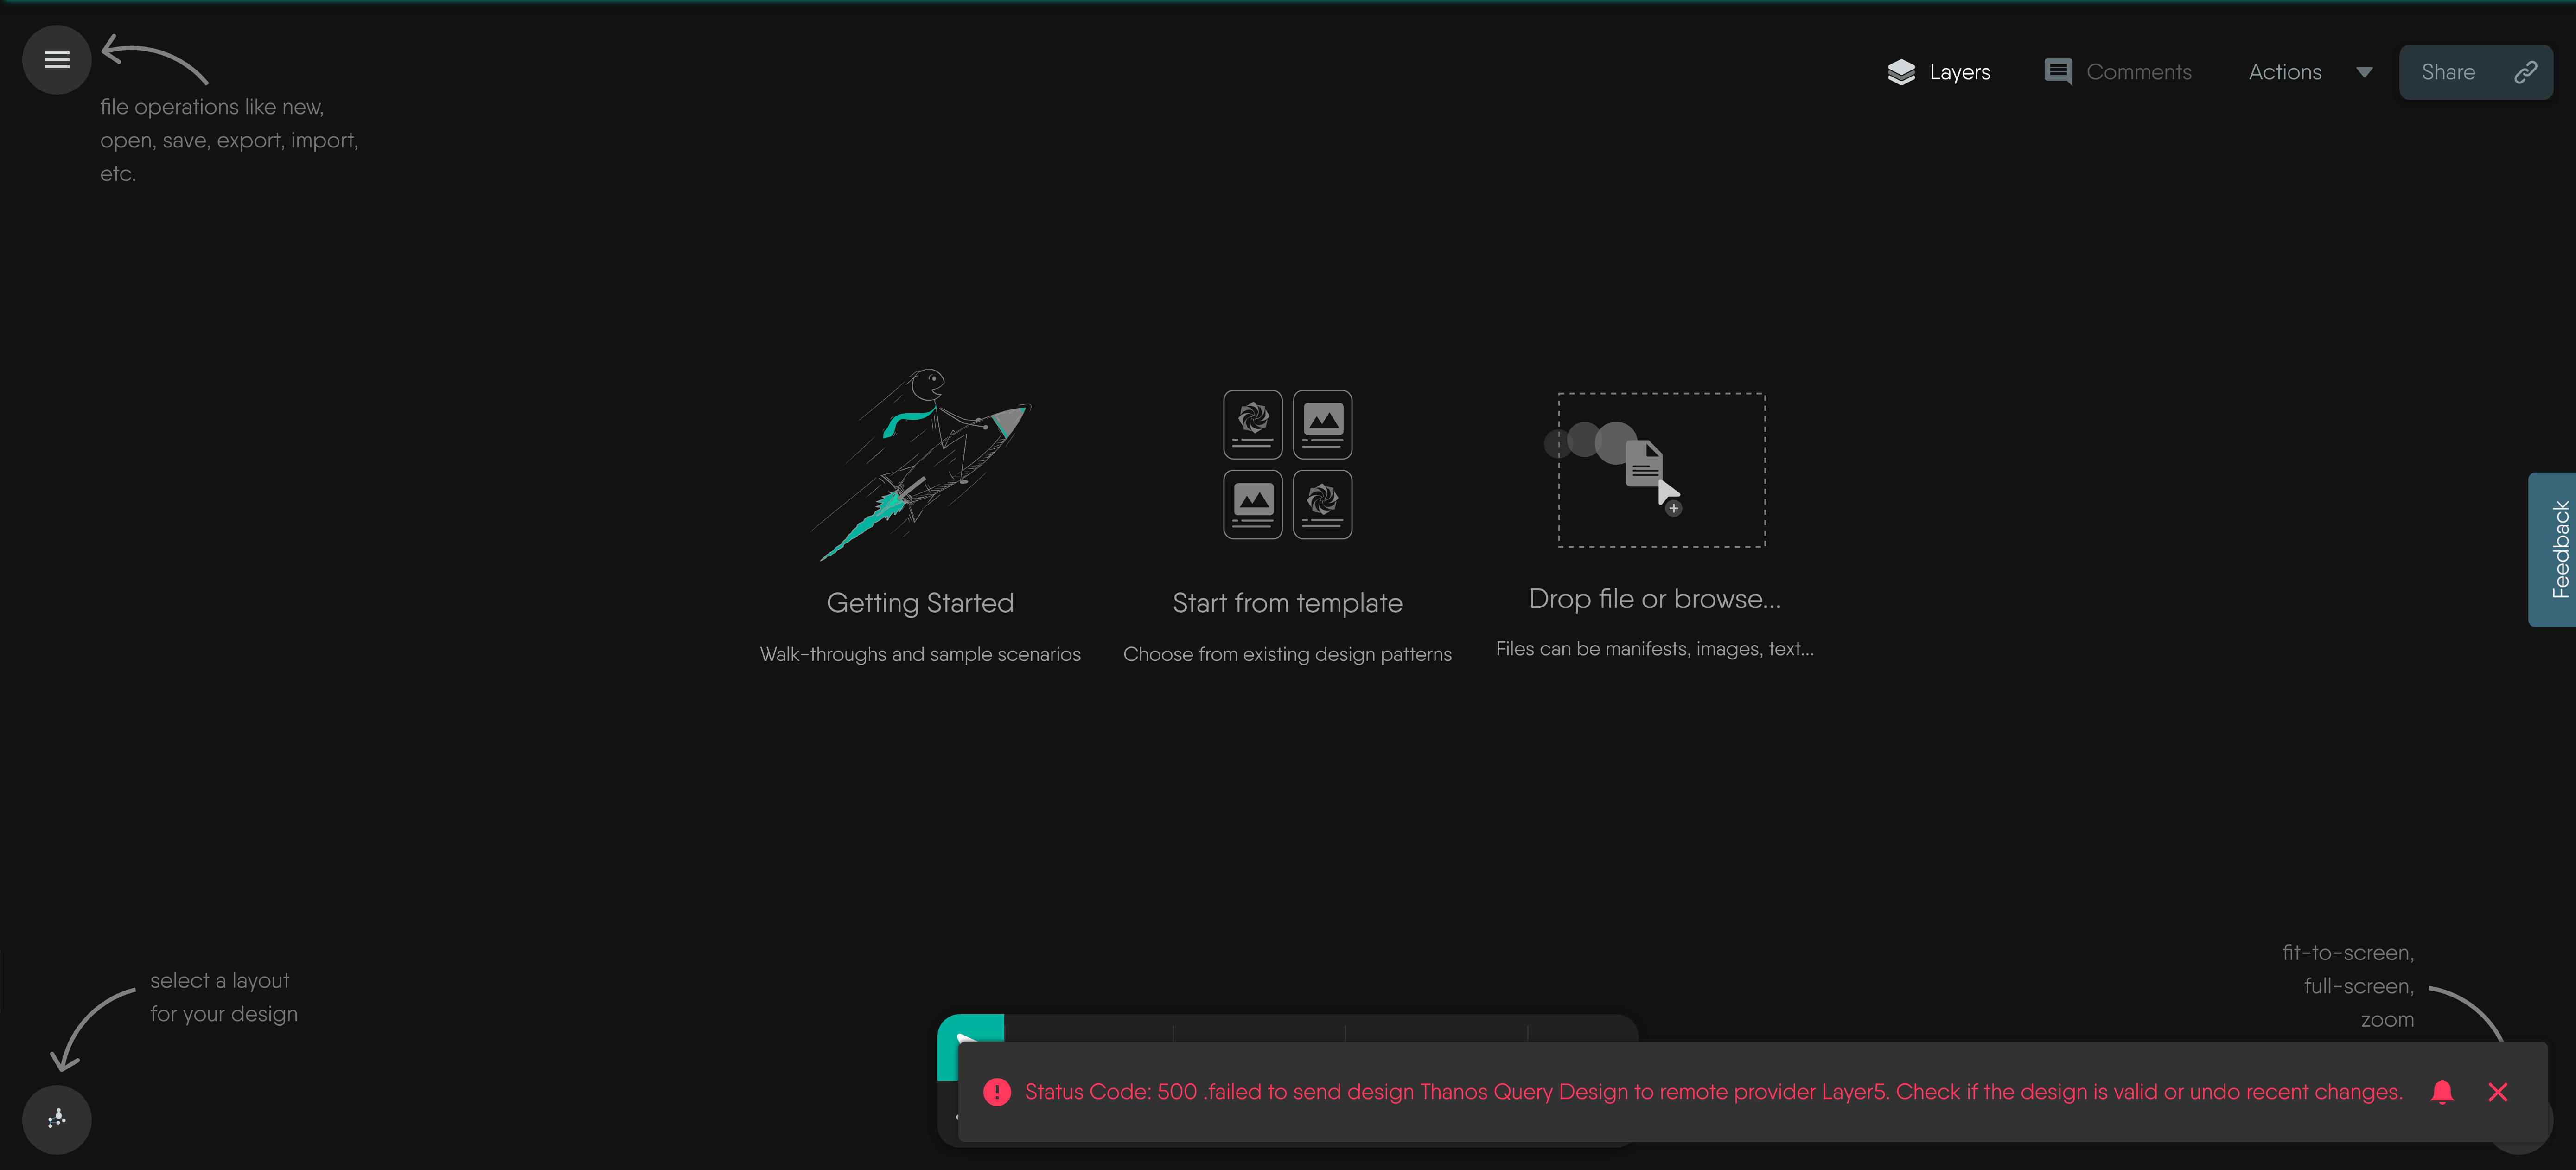 file operations like new,
open, save, export, import,
etc.
Layers
Comments
Actions
Share
Getting Started
Walk-throughs and sample scenarios
Start from template
Choose from existing design patterns
Drop file or browse...
Files can be manifests, images, text...
Feedback
select a layout
for your design
fit-to-screen,
full-screen,
zoom
Status Code: 500 .failed to send design Thanos Query Design to remote provider Layer5. Check if the design is valid or undo recent changes.